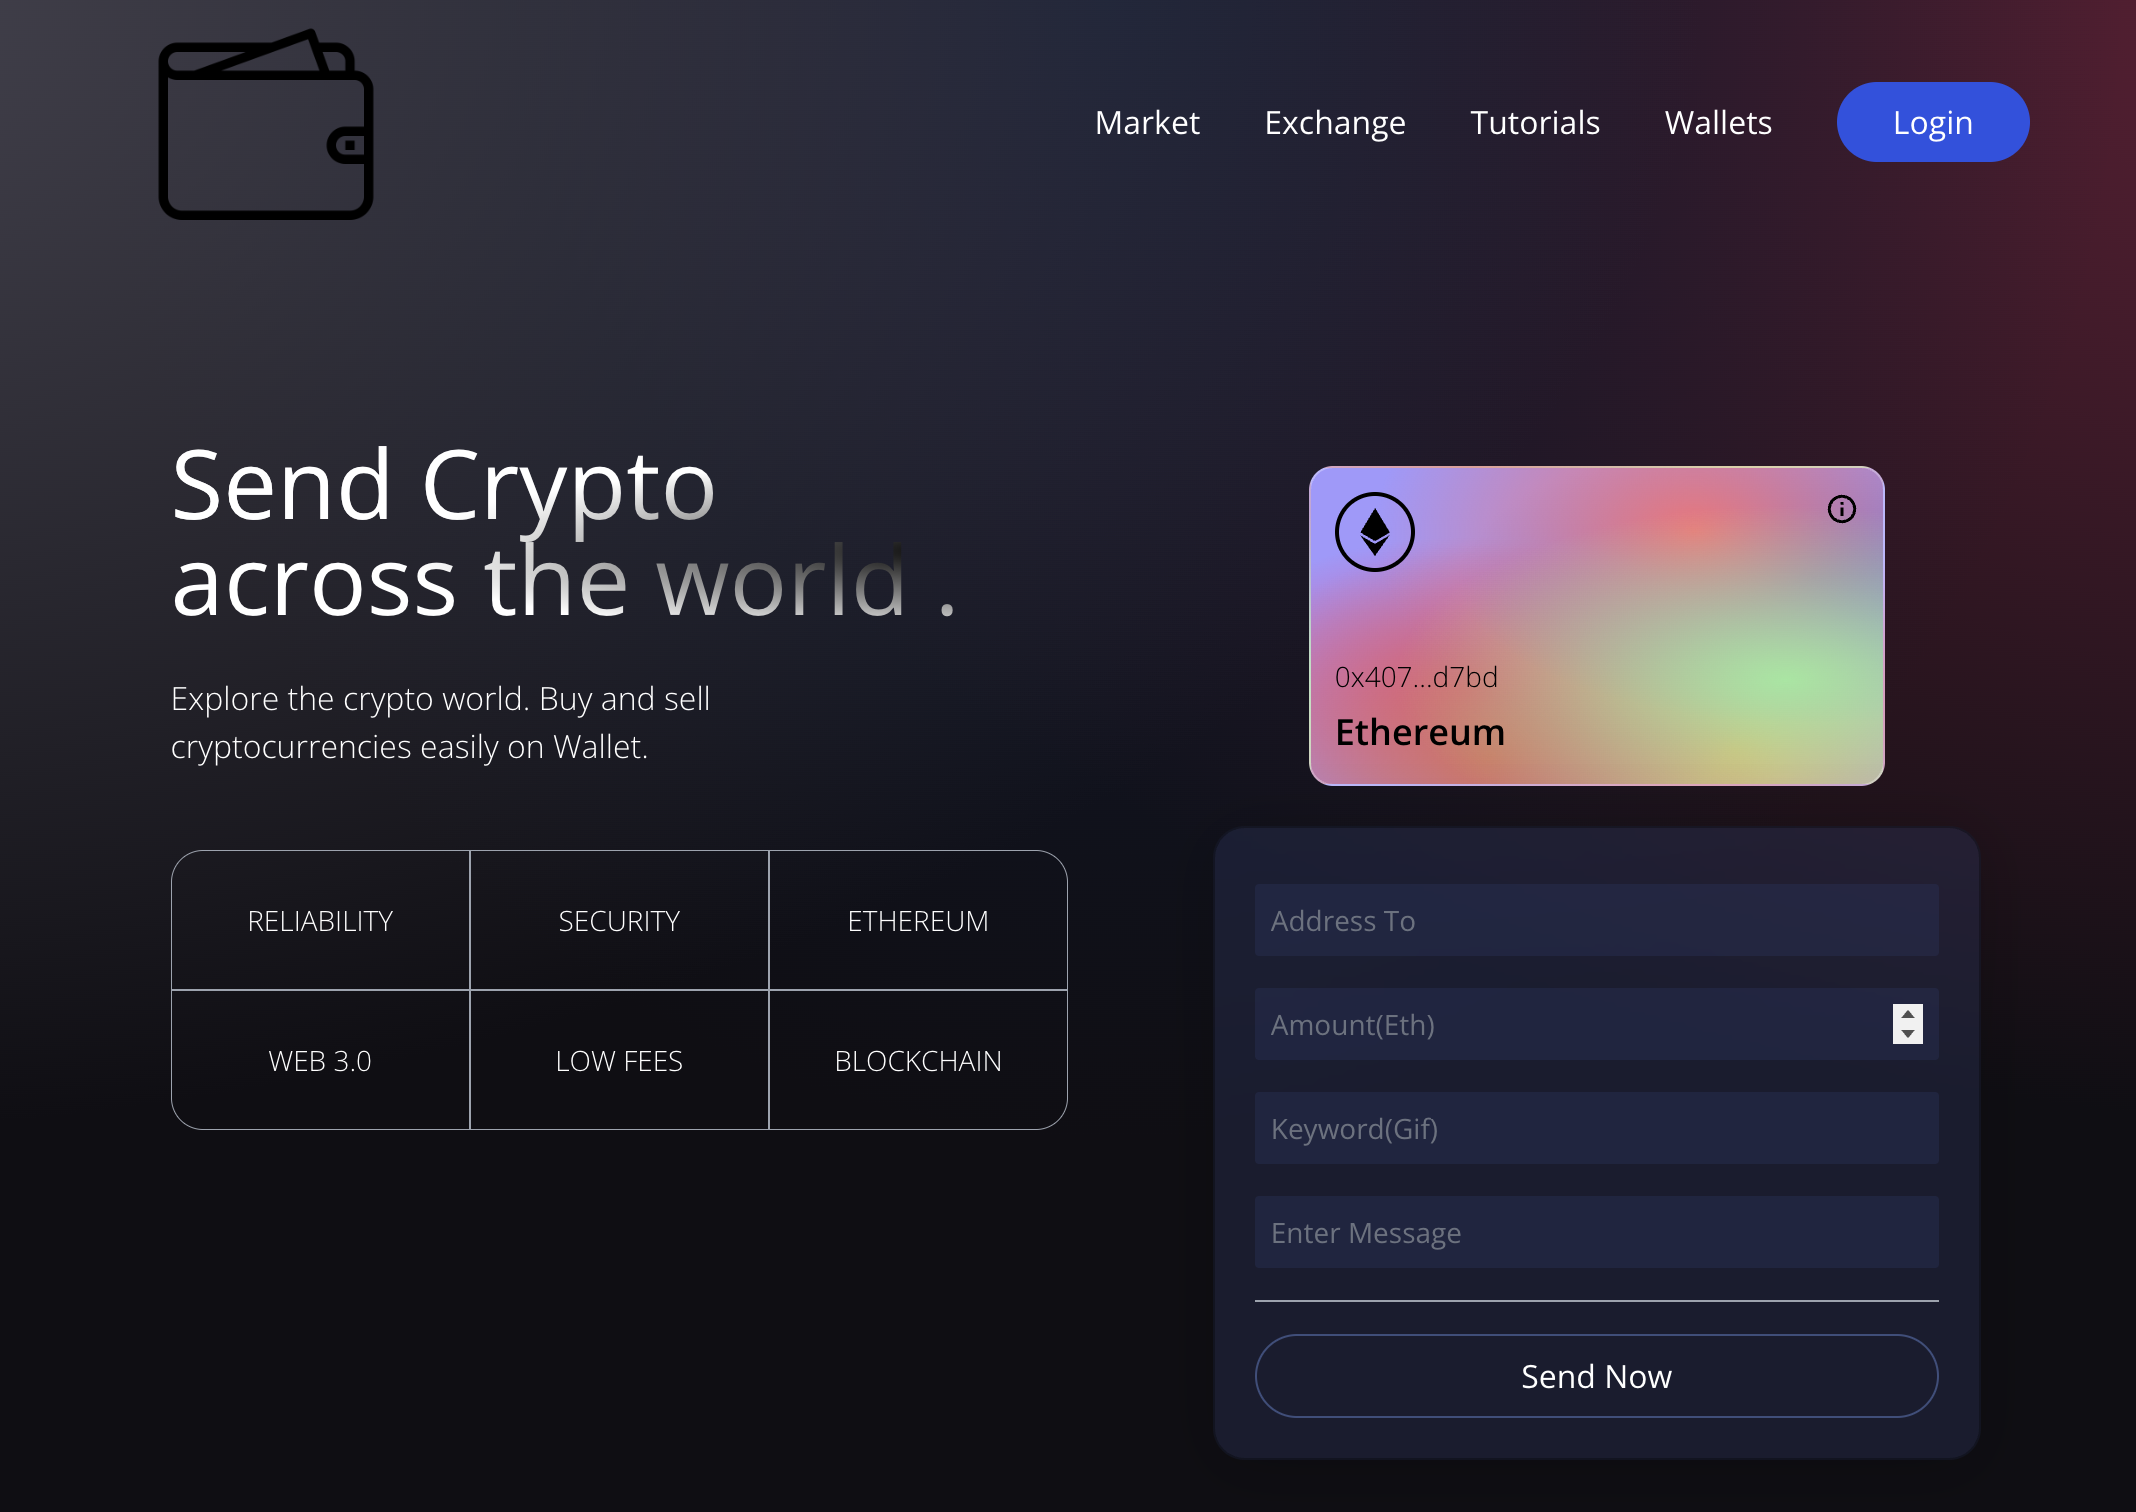 Market
Exchange
Tutorials
Wallets
Login
Send Crypto
across the world .
Explore the crypto world. Buy and sell
cryptocurrencies easily on Wallet.
RELIABILITY
SECURITY
ETHEREUM
WEB 3.0
LOW FEES
BLOCKCHAIN
0x407...d7bd
Ethereum
Address To
Amount(Eth)
Keyword(Gif)
Enter Message
Send Now